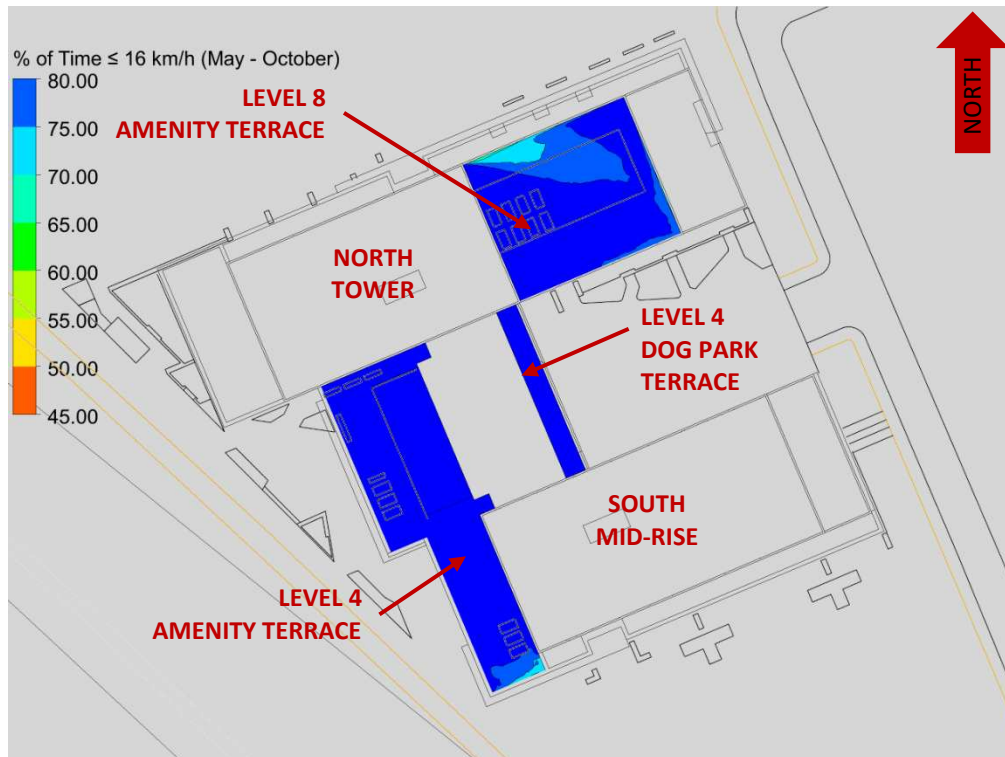 % of Time ≤ 16 km/h (May - October)
80.00
75.00
70.00
65.00
60.00
55.00
50.00
45.00
LEVEL 8
AMENITY TERRACE
NORTH
NORTH
TOWER
LEVEL 4
DOG PARK
TERRACE
SOUTH
MID-RISE
LEVEL 4
AMENITY TERRACE